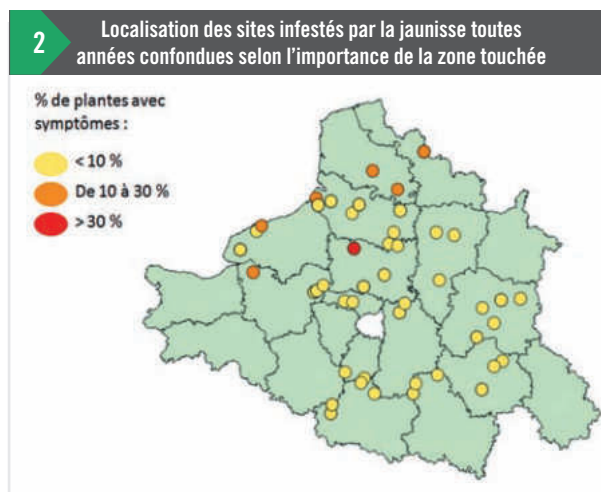 2
Localisation des sites infestés par la jaunisse toutes
années confondues selon l’importance de la zone touchée
% de plantes avec
symptômes :
< 10 %
De 10 à 30 %
> 30 %